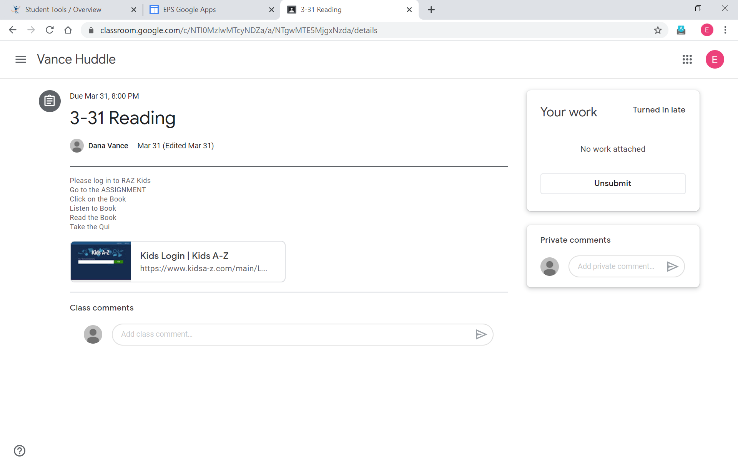 Student Tools / Overview
EPS Google Apps
3-31 Reading
classroom.google.com/c/NTI0MzIwMTcyNDZa/a/NTgwMTE5MjgxNzda/details
E
Vance Huddle
E
Due Mar 31, 8:00 PM
3-31 Reading
Dana Vance Mar 31 (Edited Mar 31)
Please log in to RAZ Kids
Go to the ASSIGNMENT
Click on the Book
Listen to Book
Read the Book
Take the Qui
Kids A-Z
Kids Login | Kids A-Z
https://www.kidsa-z.com/main/L...
Class comments
Add class comment...
Your work
Turned in late
No work attached
Unsubmit
Private comments
Add private comment...